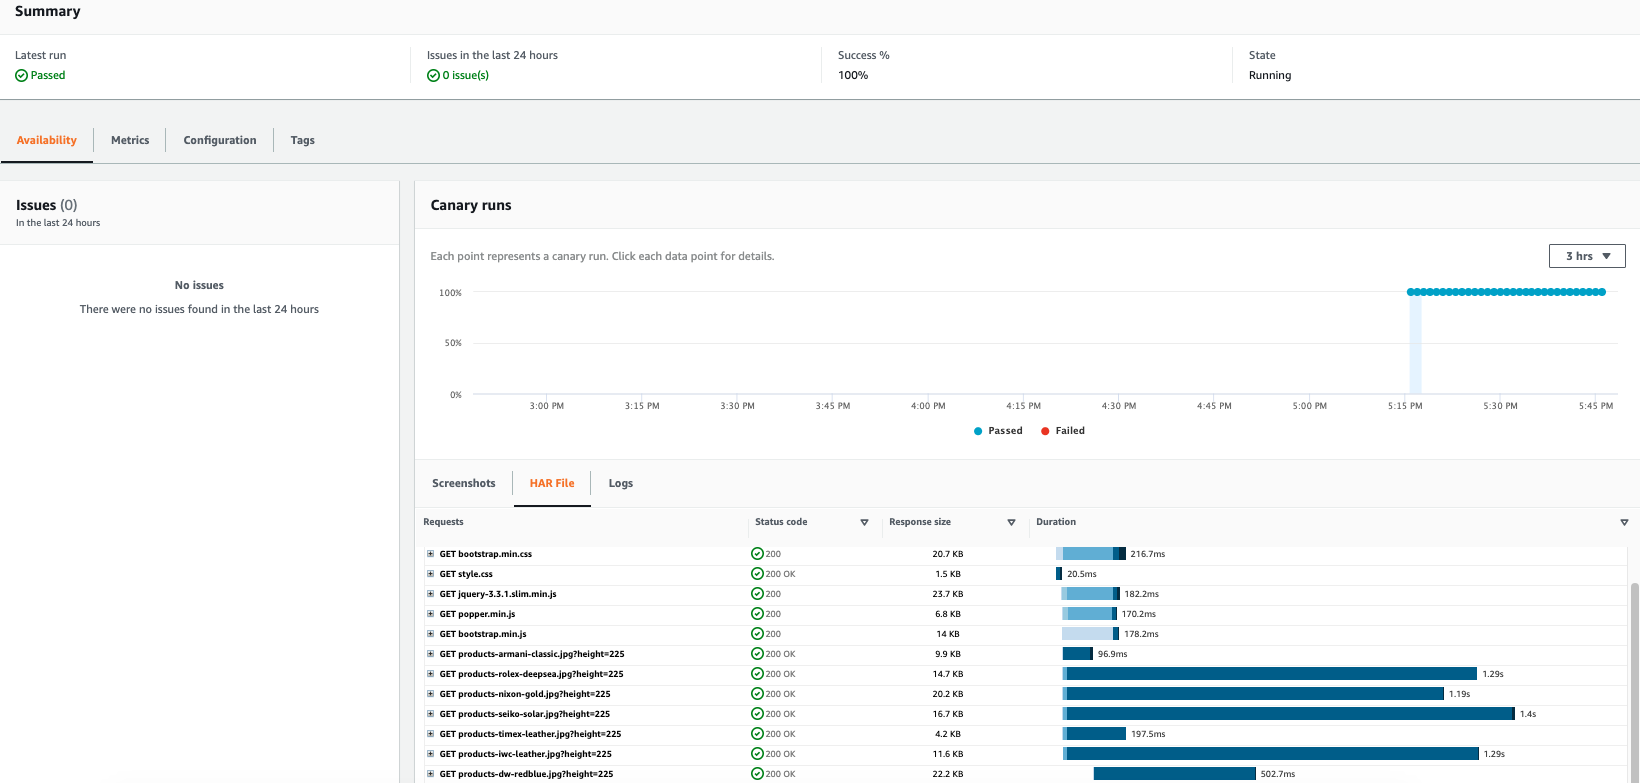 Summary
Latest run
Passed
Issues in the last 24 hours
0 issue(s)
Success %
100%
State
Running
Availability Metrics Configuration Tags
Issues (0)
In the last 24 hours
No issues
There were no issues found in the last 24 hours
Canary runs
Each point represents a canary run. Click each data point for details.
3 hrs
100%
50%
0%
3:00 PM 3:15 PM 3:30 PM 3:45 PM 4:00 PM 4:15 PM 4:30 PM 4:45 PM 5:00 PM 5:15 PM 5:30 PM 5:45 PM
Passed Failed
Screenshots HAR File Logs
Requests Status code Response size Duration
GET bootstrap.min.css 200 20.7 KB 216.7ms
GET style.css 200 OK 1.5 KB 20.5ms
GET jquery-3.3.1.slim.min.js 200 23.7 KB 182.2ms
GET popper.min.js 200 6.8 KB 170.2ms
GET bootstrap.min.js 200 14 KB 178.2ms
GET products-armani-classic.jpg?height=225 200 OK 9.9 KB 96.9ms
GET products-rolex-deepsea.jpg?height=225 200 OK 14.7 KB 1.29s
GET products-nixon-gold.jpg?height=225 200 OK 20.2 KB 1.19s
GET products-seiko-solar.jpg?height=225 200 OK 16.7 KB 1.4s
GET products-timex-leather.jpg?height=225 200 OK 4.2 KB 197.5ms
GET products-iwc-leather.jpg?height=225 200 OK 11.6 KB 1.29s
GET products-dw-redblue.jpg?height=225 200 OK 22.2 KB 502.7ms